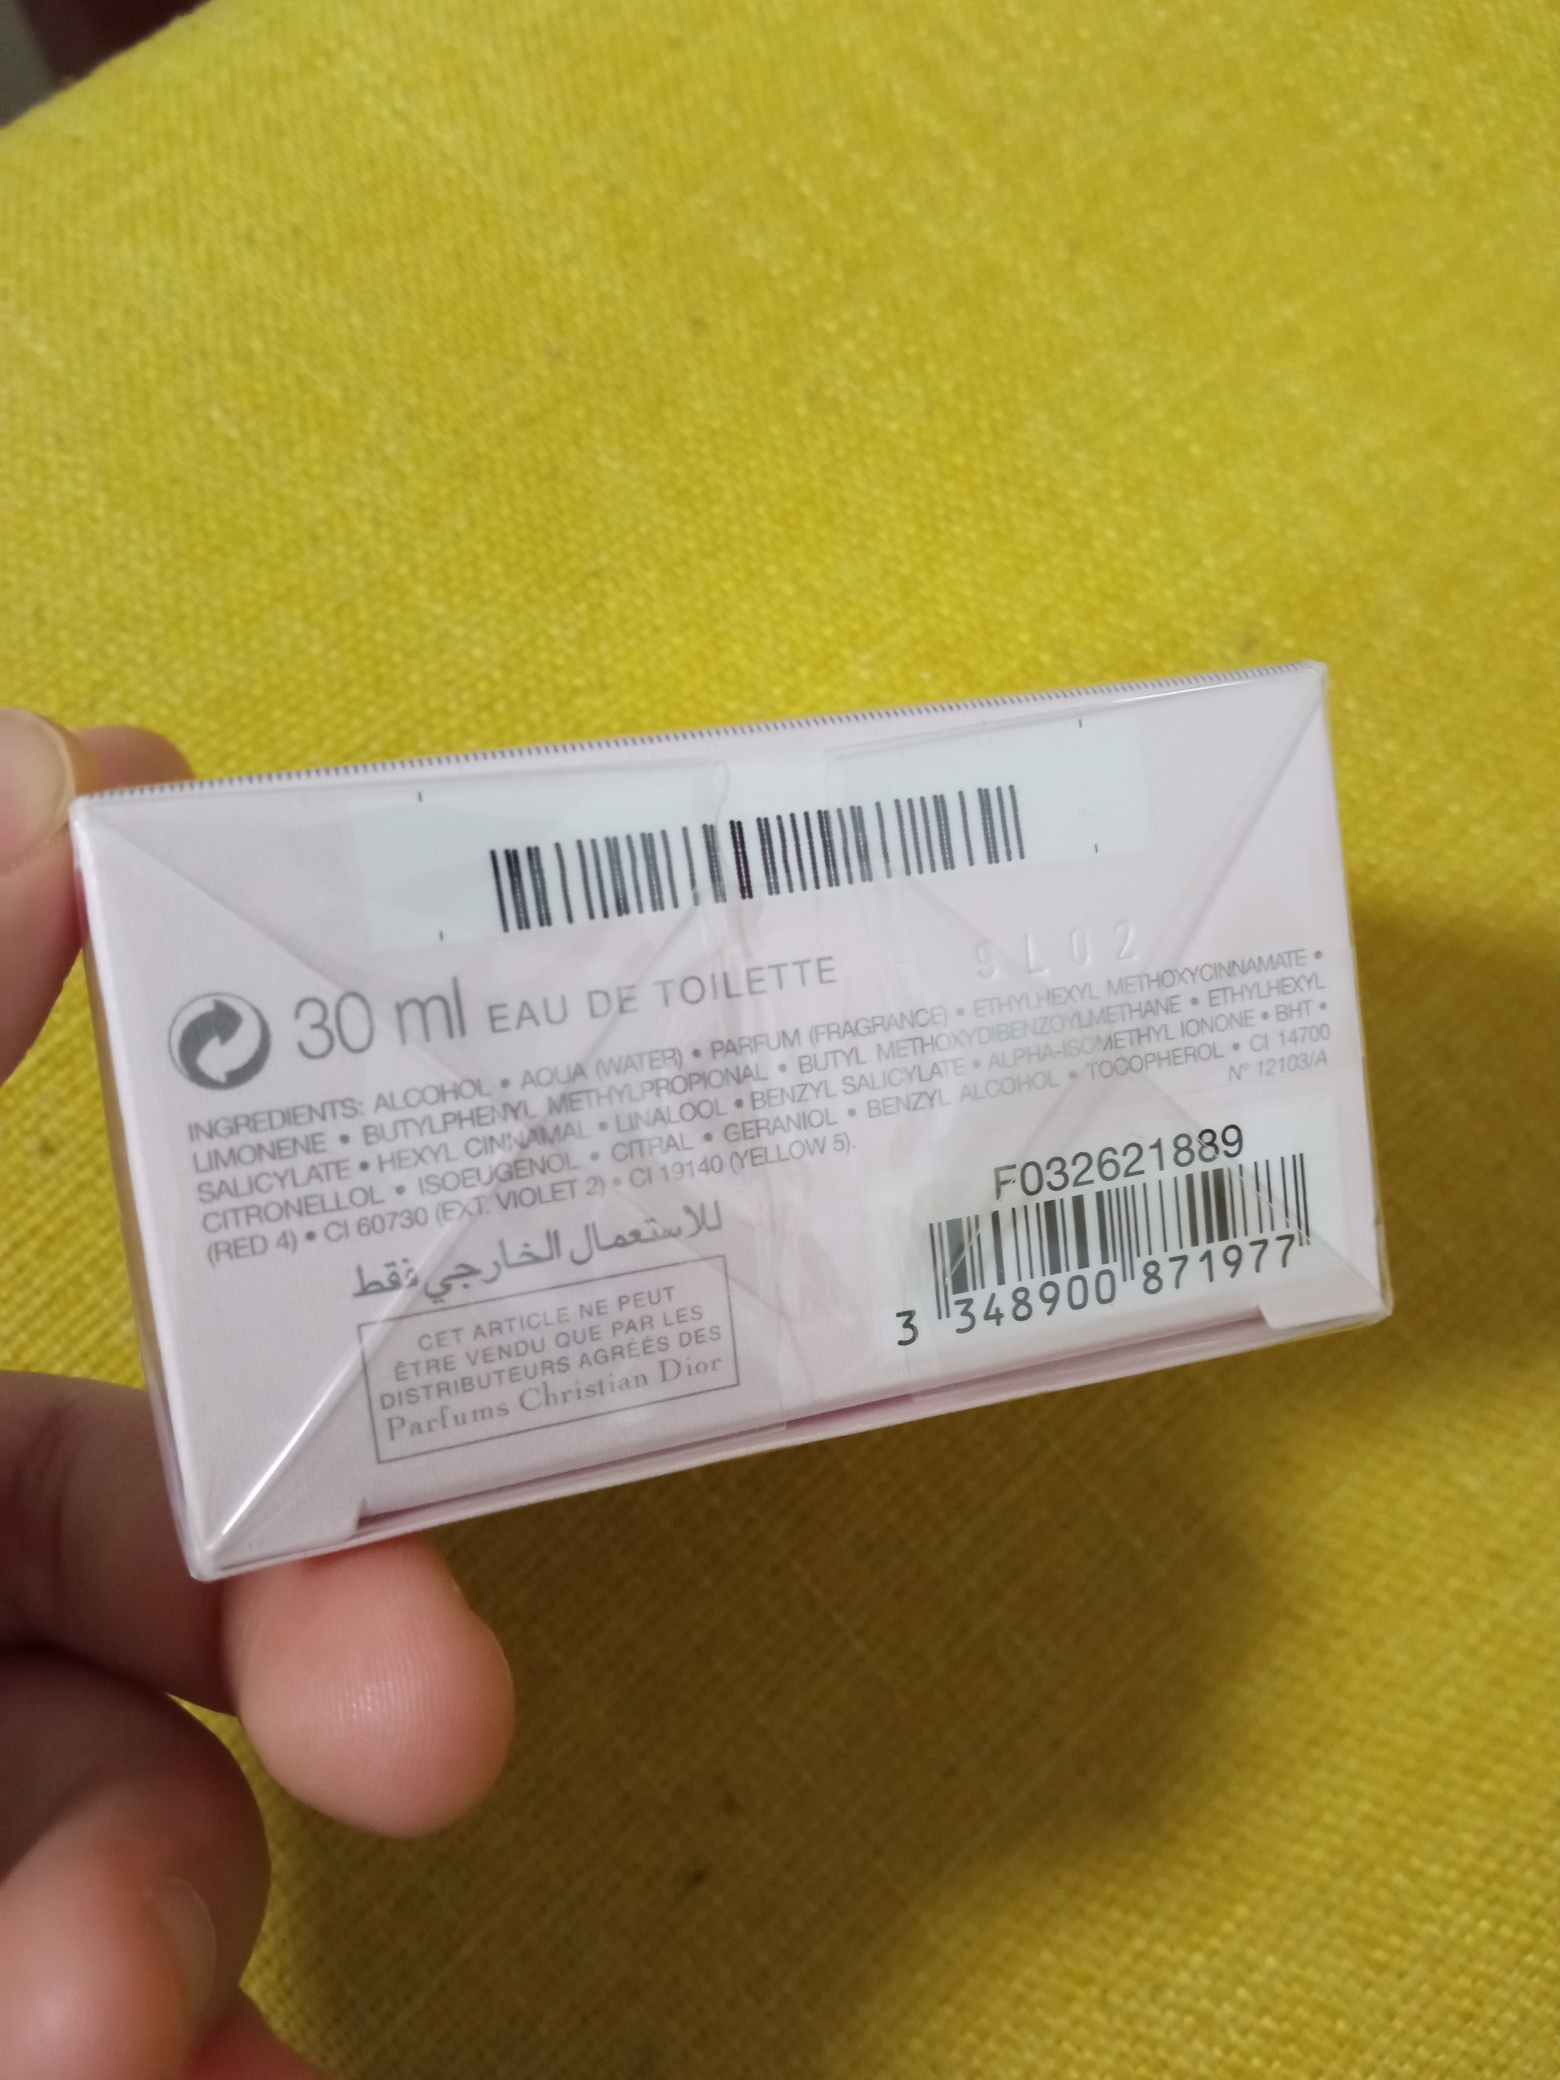 9L02
30 ml EAU DE TOILETTE
INGREDIENTS: ALCOHOL • AQUA (WATER) • PARFUM (FRAGRANCE) • ETHYLHEXYL METHOXYCINNAMATE •
LIMONENE • BUTYLPHENYL METHYLPROPIONAL • BUTYL METHOXYDIBENZOYLMETHANE • ETHYLHEXYL
SALICYLATE • HEXYL CINNAMAL • LINALOOL • BENZYL SALICYLATE • ALPHA-ISOMETHYL IONONE • BHT •
CITRONELLOL • ISOEUGENOL • CITRAL • GERANIOL • BENZYL ALCOHOL • TOCOPHEROL • CI 14700
(RED 4) • CI 60730 (EXT. VIOLET 2) • CI 19140 (YELLOW 5).
N° 12103/A
للاستعمال الخارجي فقط
CET ARTICLE NE PEUT
ÊTRE VENDU QUE PAR LES
DISTRIBUTEURS AGRÉÉS DES
Parfums Christian Dior
F032621889
3 348900 871977